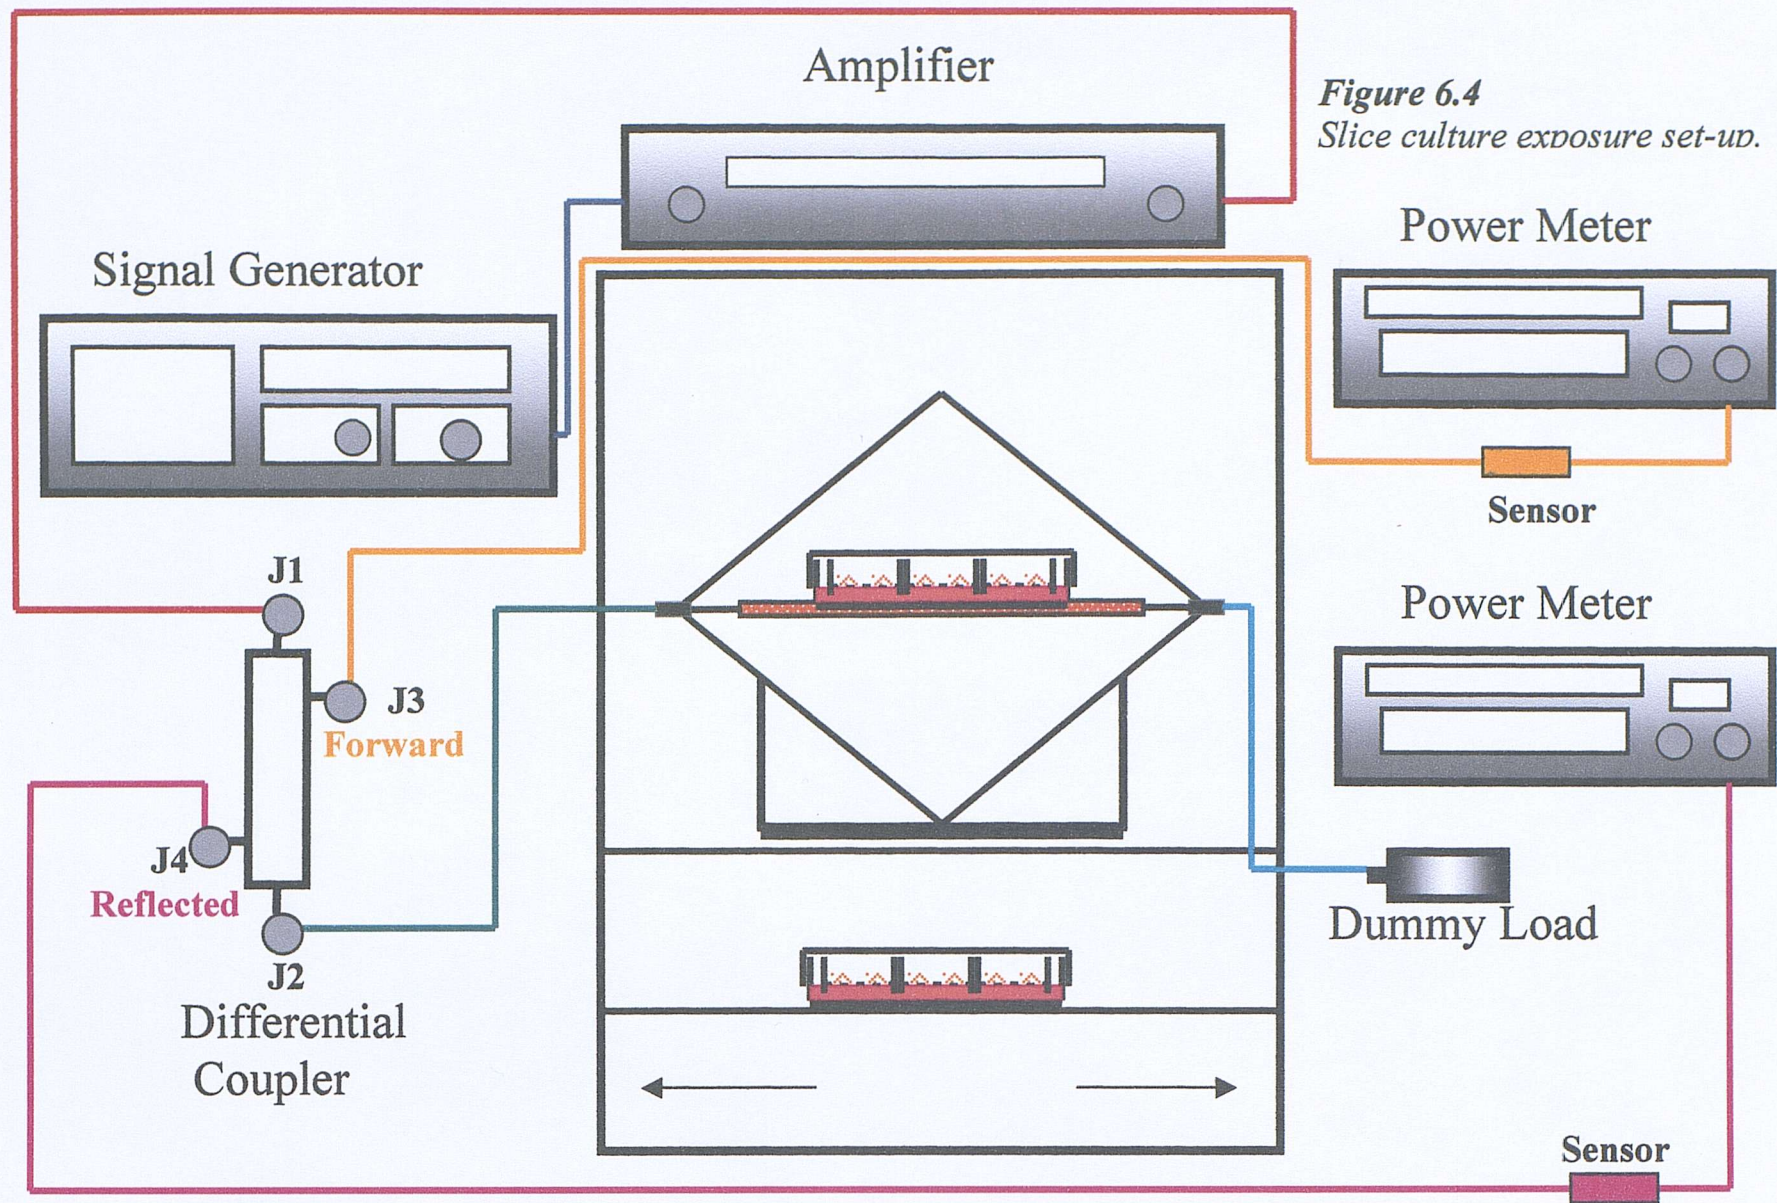 Amplifier
Figure 6.4
Slice culture exposure set-up.
Power Meter
Signal Generator
Sensor
J1
Power Meter
J3
Forward
J4
Reflected
Dummy Load
J2
Differential
Coupler
Sensor